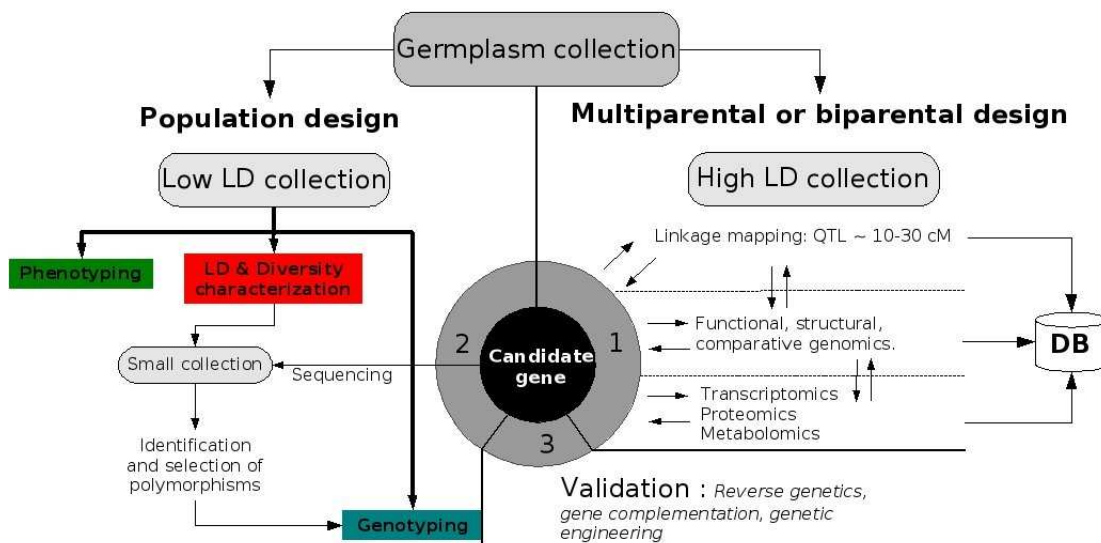 Germplasm collection
Population design
Multiparental or biparental design
Low LD collection
High LD collection
Phenotyping
LD & Diversity
characterization
Small collection
Sequencing
Identification
and selection of
polymorphisms
Genotyping
2
Candidate
gene
1
3
Linkage mapping: QTL ~ 10-30 cM
Functional, structural,
comparative genomics.
Transcriptomics
Proteomics
Metabolomics
DB
Validation : Reverse genetics,
gene complementation, genetic
engineering